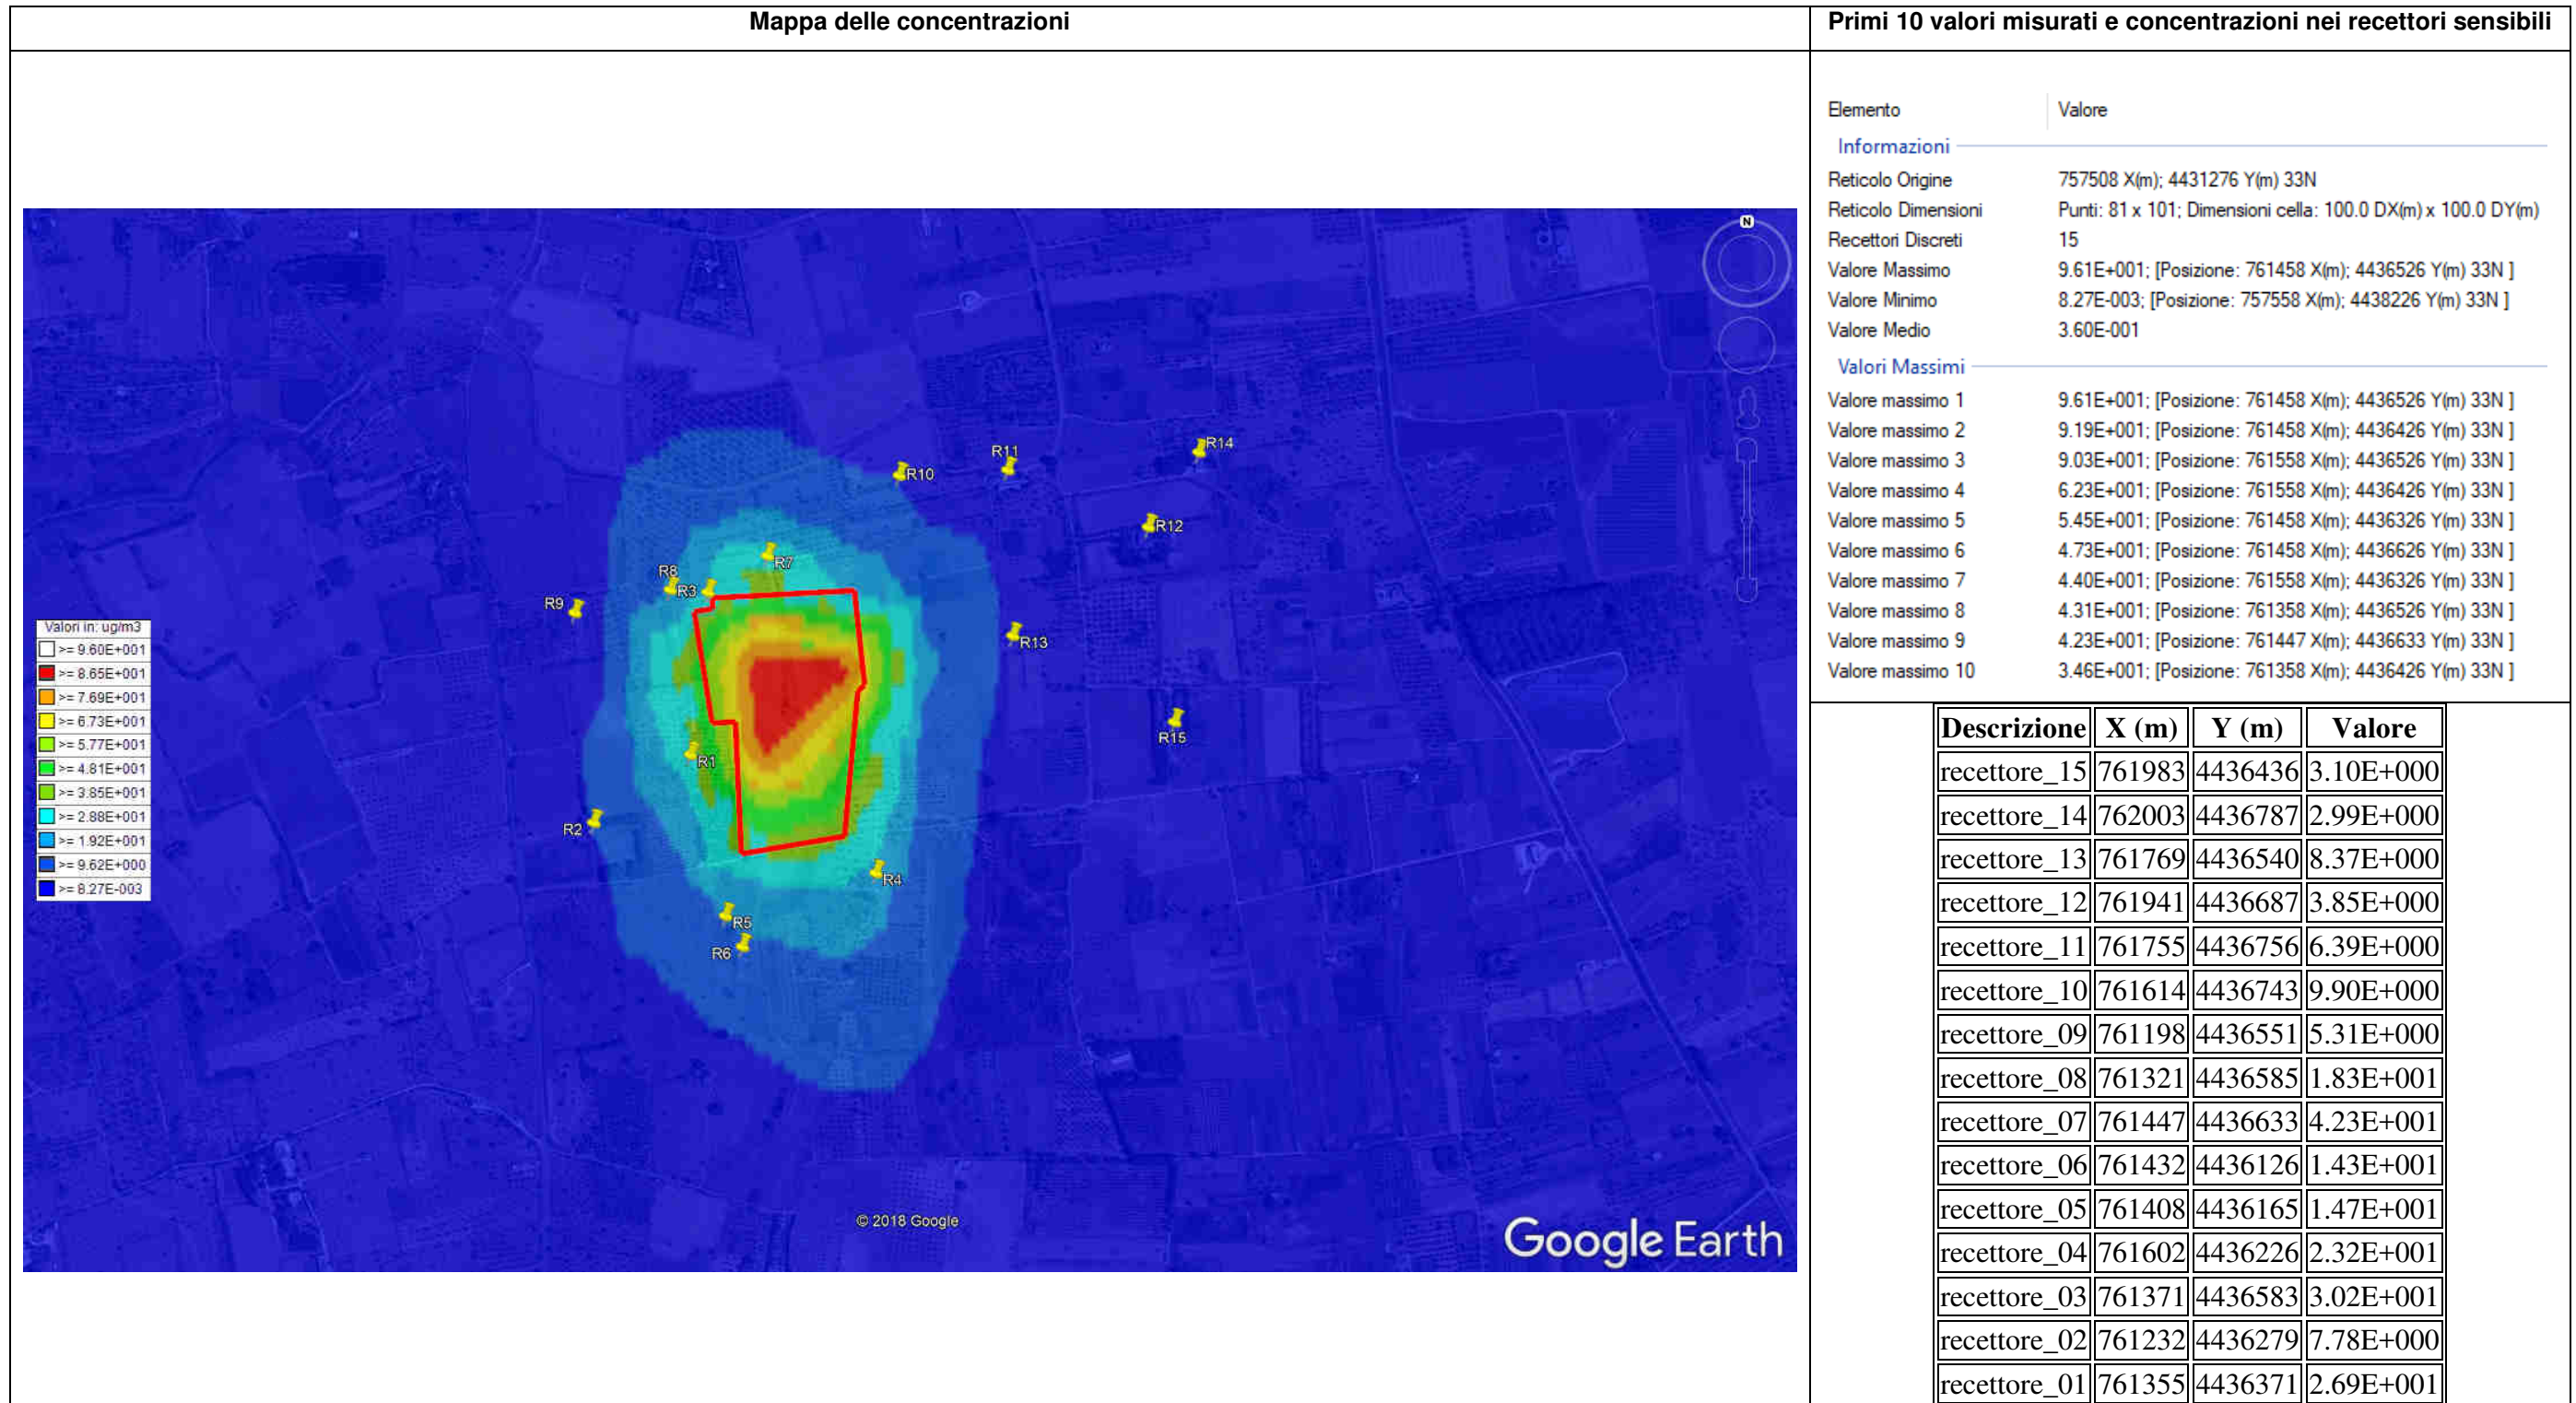 Mappa delle concentrazioni
Primi 10 valori misurati e concentrazioni nei recettori sensibili
N
R14
R11
R10
R12
R7
R8
R3
R9
R13
R15
R1
R2
R4
R5
R6
Valori in: ug/m3
>= 9.60E+001
>= 8.65E+001
>= 7.69E+001
>= 6.73E+001
>= 5.77E+001
>= 4.81E+001
>= 3.85E+001
>= 2.88E+001
>= 1.92E+001
>= 9.62E+000
>= 8.27E-003
© 2018 Google
Google Earth
Elemento Valore
Informazioni
Reticolo Origine 757508 X(m); 4431276 Y(m) 33N
Reticolo Dimensioni Punti: 81 x 101; Dimensioni cella: 100.0 DX(m) x 100.0 DY(m)
Recettori Discreti 15
Valore Massimo 9.61E+001; [Posizione: 761458 X(m); 4436526 Y(m) 33N ]
Valore Minimo 8.27E-003; [Posizione: 757558 X(m); 4438226 Y(m) 33N ]
Valore Medio 3.60E-001
Valori Massimi
Valore massimo 1 9.61E+001; [Posizione: 761458 X(m); 4436526 Y(m) 33N ]
Valore massimo 2 9.19E+001; [Posizione: 761458 X(m); 4436426 Y(m) 33N ]
Valore massimo 3 9.03E+001; [Posizione: 761558 X(m); 4436526 Y(m) 33N ]
Valore massimo 4 6.23E+001; [Posizione: 761558 X(m); 4436426 Y(m) 33N ]
Valore massimo 5 5.45E+001; [Posizione: 761458 X(m); 4436326 Y(m) 33N ]
Valore massimo 6 4.73E+001; [Posizione: 761458 X(m); 4436626 Y(m) 33N ]
Valore massimo 7 4.40E+001; [Posizione: 761558 X(m); 4436326 Y(m) 33N ]
Valore massimo 8 4.31E+001; [Posizione: 761358 X(m); 4436526 Y(m) 33N ]
Valore massimo 9 4.23E+001; [Posizione: 761447 X(m); 4436633 Y(m) 33N ]
Valore massimo 10 3.46E+001; [Posizione: 761358 X(m); 4436426 Y(m) 33N ]
Descrizione X (m) Y (m) Valore
recettore_15 761983 4436436 3.10E+000
recettore_14 762003 4436787 2.99E+000
recettore_13 761769 4436540 8.37E+000
recettore_12 761941 4436687 3.85E+000
recettore_11 761755 4436756 6.39E+000
recettore_10 761614 4436743 9.90E+000
recettore_09 761198 4436551 5.31E+000
recettore_08 761321 4436585 1.83E+001
recettore_07 761447 4436633 4.23E+001
recettore_06 761432 4436126 1.43E+001
recettore_05 761408 4436165 1.47E+001
recettore_04 761602 4436226 2.32E+001
recettore_03 761371 4436583 3.02E+001
recettore_02 761232 4436279 7.78E+000
recettore_01 761355 4436371 2.69E+001